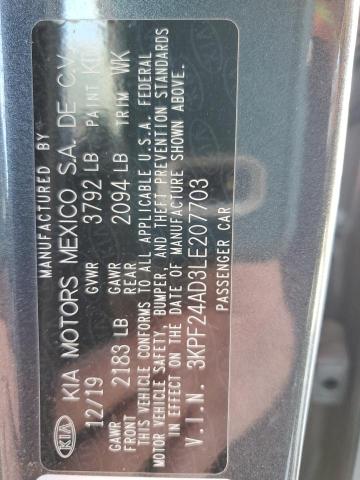 MANUFACTURED BY
KIA KIA MOTORS MEXICO S.A. DE C.V.
12/19 GVWR 3792 LB PAINT
GAWR FRONT 2183 LB GAWR REAR 2094 LB TRIM WK
THIS VEHICLE CONFORMS TO ALL APPLICABLE U.S.A. FEDERAL
MOTOR VEHICLE SAFETY, BUMPER, AND THEFT PREVENTION
STANDARDS IN EFFECT ON THE DATE OF MANUFACTURE SHOWN ABOVE.
V.I.N. 3KPF24AD3LE207703
PASSENGER CAR